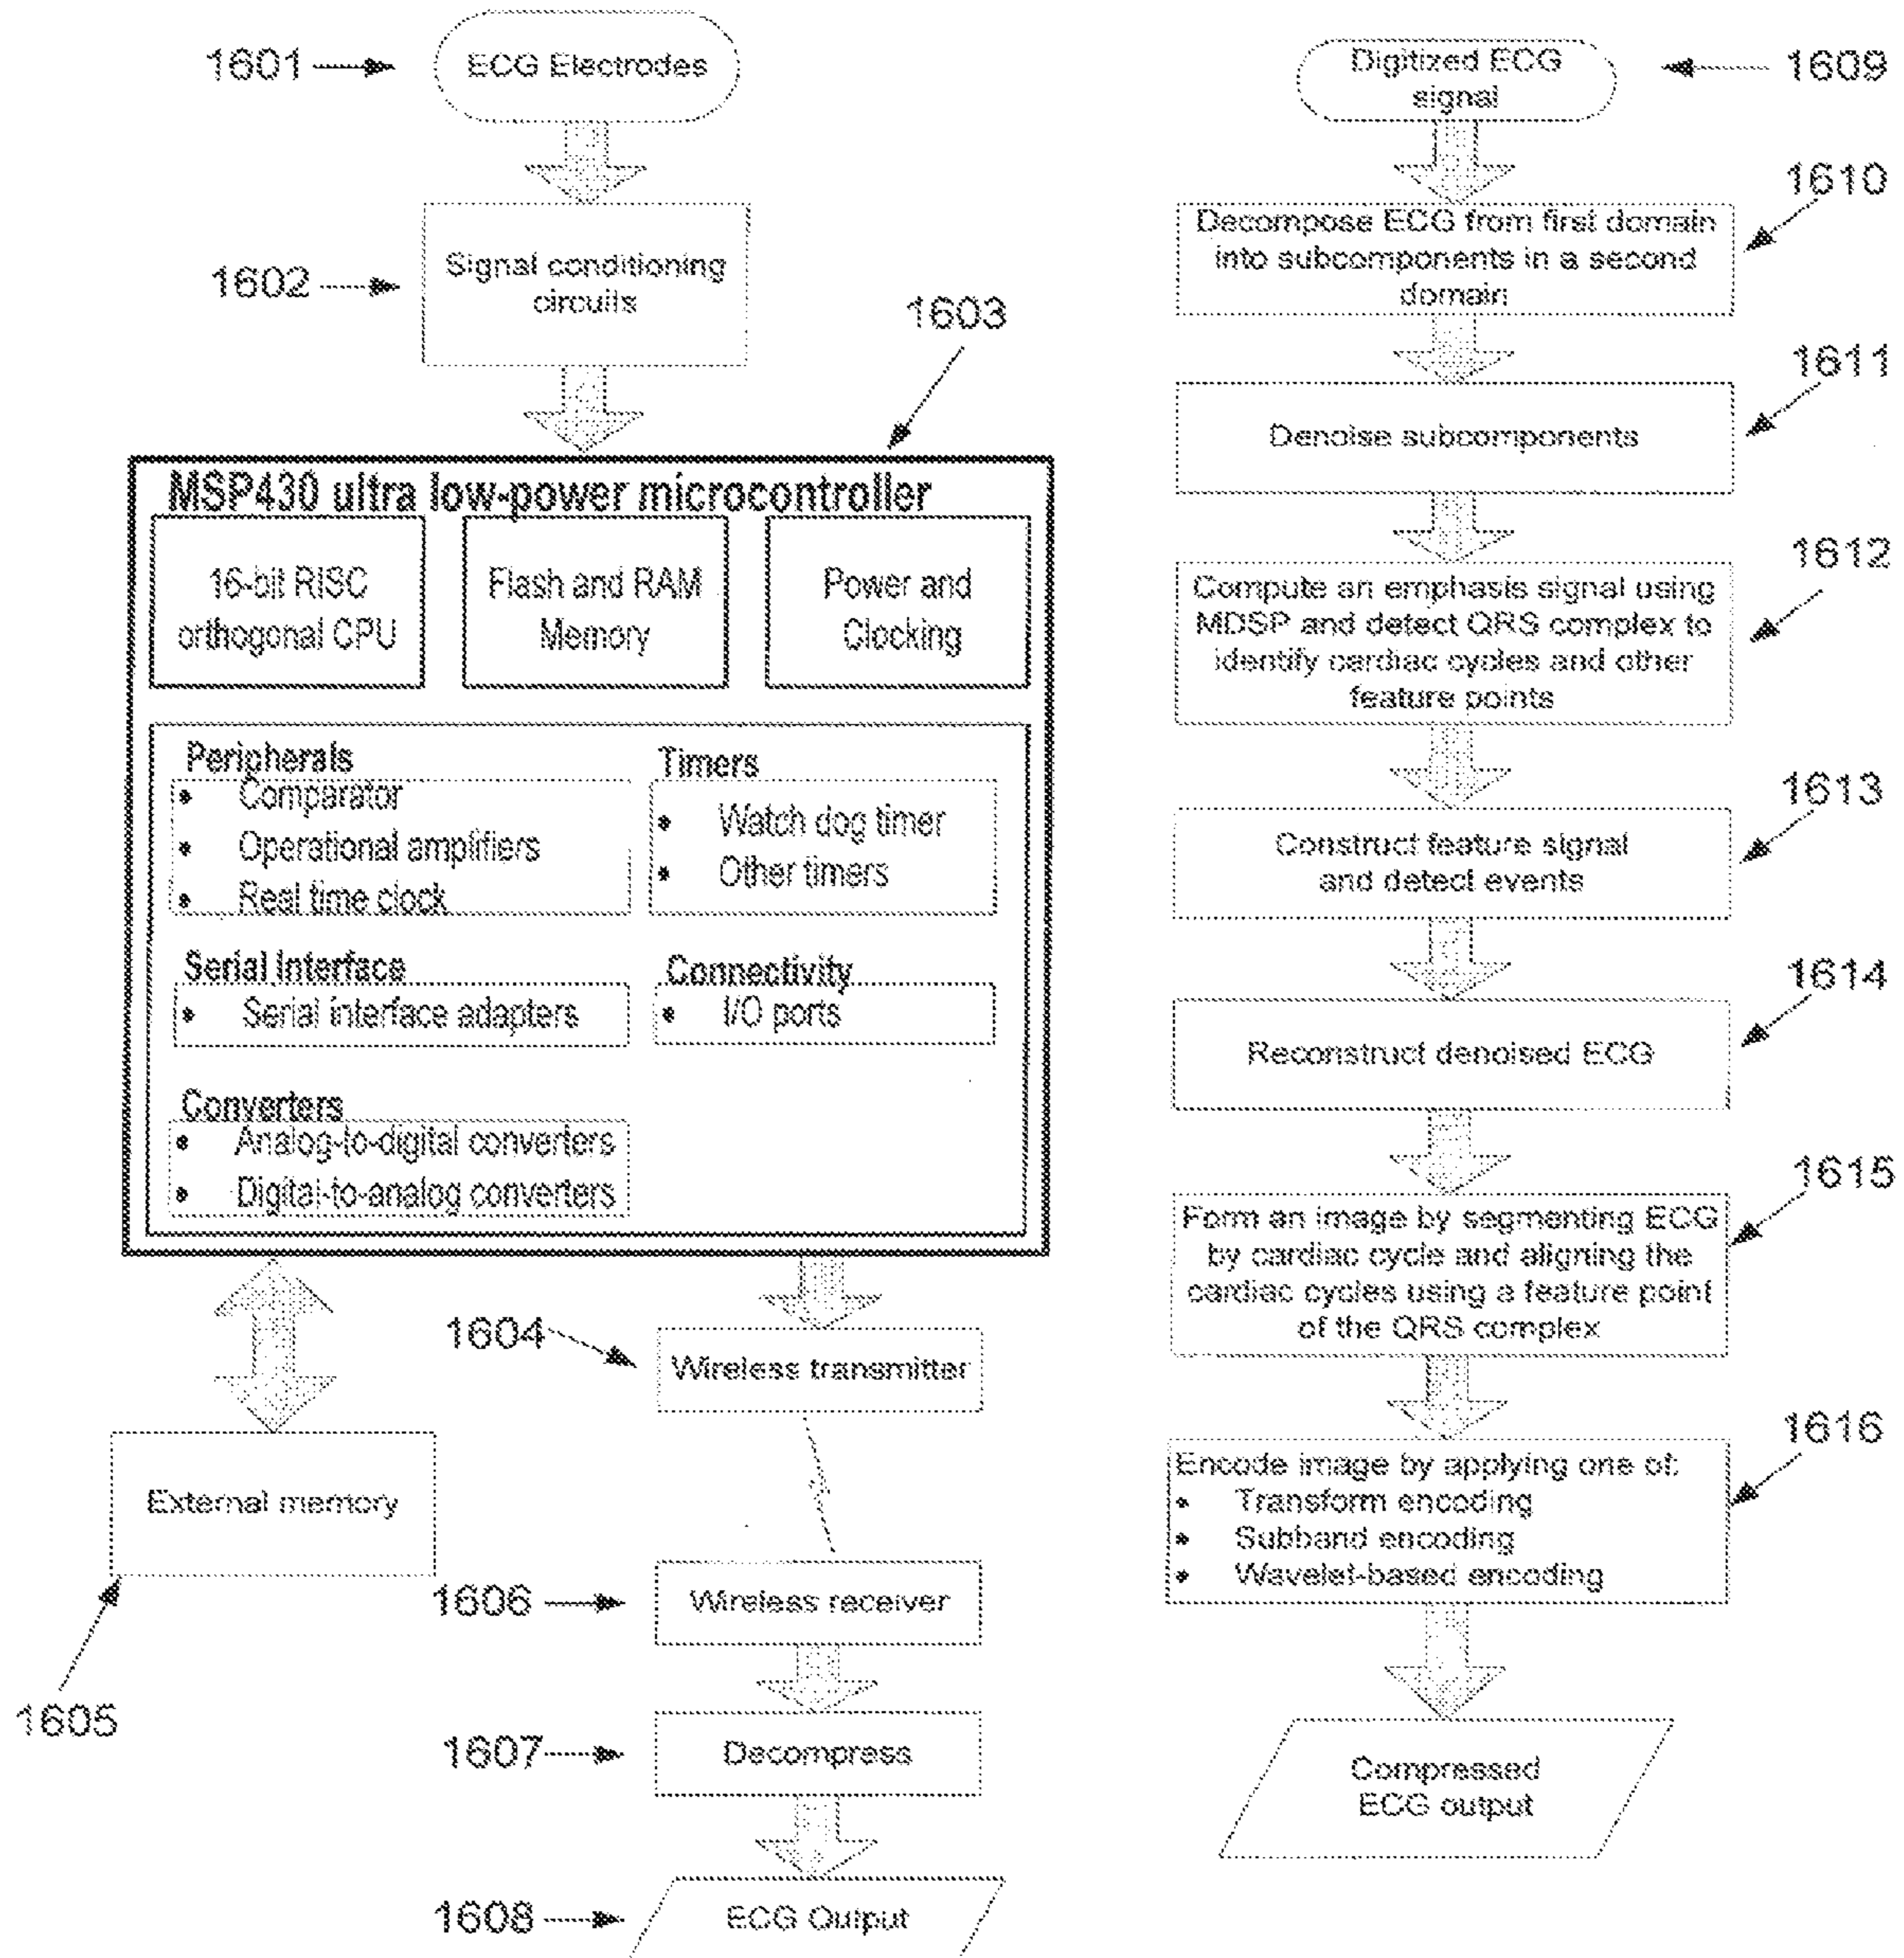 1601
ECG Electrodes
1602
Signal conditioning
circuits
1603
MSP430 ultra low-power microcontroller
16-bit RISC
orthogonal CPU
Flash and RAM
Memory
Power and
Clocking
Peripherals
• Comparator
• Operational amplifiers
• Real time clock
Timers
• Watch dog timer
• Other timers
Serial Interface
• Serial interface adapters
Connectivity
• I/O ports
Converters
• Analog-to-digital converters
• Digital-to-analog converters
1604
Wireless transmitter
External memory
1605
1606
Wireless receiver
1607
Decompress
1608
ECG Output
Digitized ECG
signal
1609
1610
Decompose ECG from first domain
into subcomponents in a second
domain
1611
Denoise subcomponents
1612
Compute an emphasis signal using
MDSP and detect QRS complex to
identify cardiac cycles and other
feature points
1613
Construct feature signal
and detect events
1614
Reconstruct denoised ECG
1615
Form an image by segmenting ECG
by cardiac cycle and aligning the
cardiac cycles using a feature point
of the QRS complex
1616
Encode image by applying one of:
• Transform encoding
• Subband encoding
• Wavelet-based encoding
Compressed
ECG output